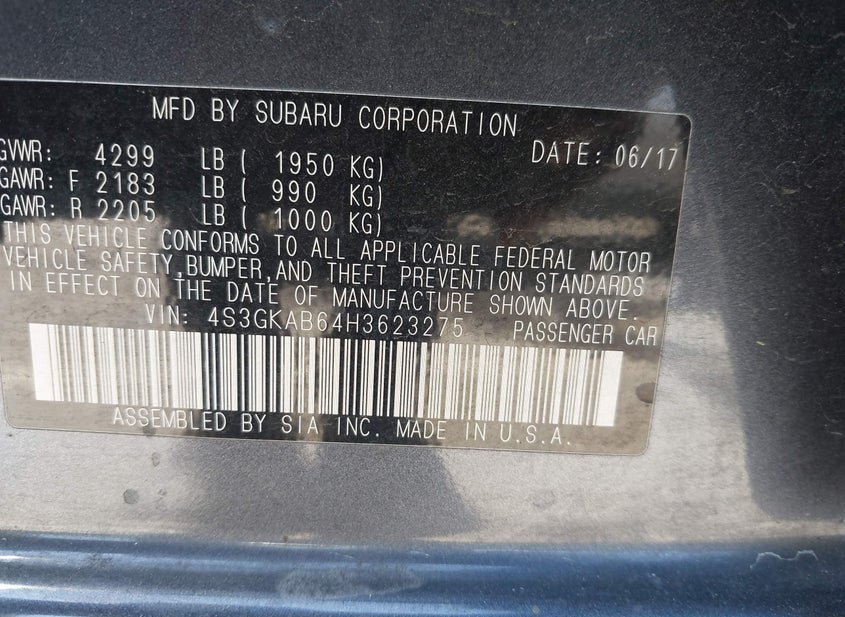 MFD BY SUBARU CORPORATION
GVWR: 4299 LB ( 1950 KG) DATE: 06/17
GAWR: F 2183 LB ( 990 KG)
GAWR: R 2205 LB ( 1000 KG)
THIS VEHICLE CONFORMS TO ALL APPLICABLE FEDERAL MOTOR
VEHICLE SAFETY,BUMPER,AND THEFT PREVENTION STANDARDS
IN EFFECT ON THE DATE OF MANUFACTURE SHOWN ABOVE.
VIN: 4S3GKAB64H3623275 PASSENGER CAR
ASSEMBLED BY SIA INC. MADE IN U.S.A.